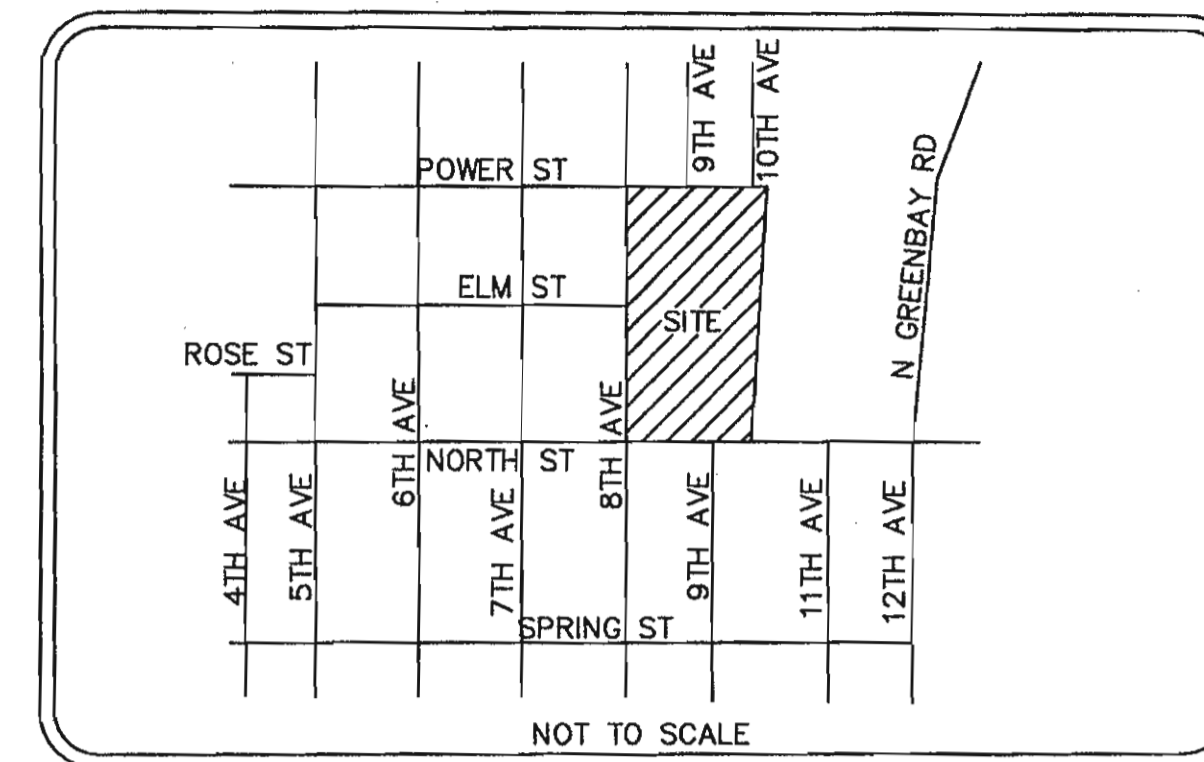 9TH AVE
10TH AVE
POWER ST
N GREENBAY RD
ELM ST
SITE
ROSE ST
6TH AVE
8TH AVE
NORTH ST
4TH AVE
5TH AVE
7TH AVE
9TH AVE
11TH AVE
12TH AVE
SPRING ST
NOT TO SCALE